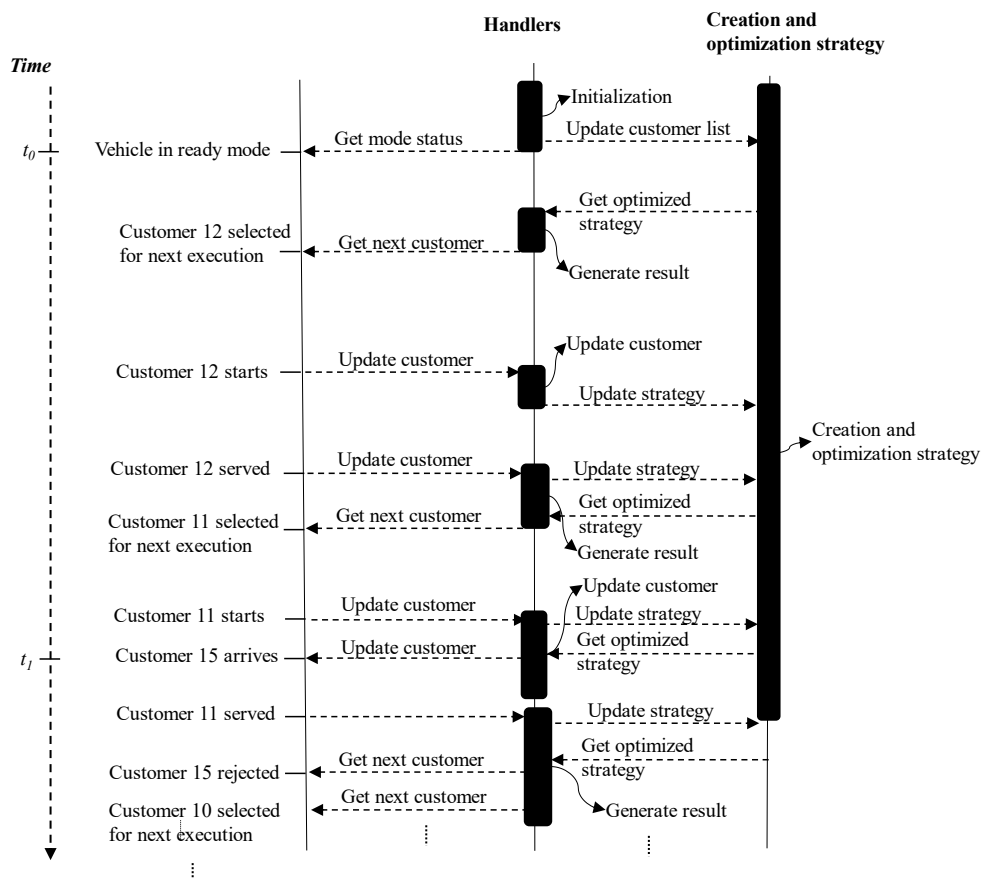 Handlers
Creation and
optimization strategy
Time
Initialization
Update customer list
Get mode status
t0
Vehicle in ready mode
Get optimized
strategy
Customer 12 selected
for next execution
Get next customer
Generate result
Update customer
Customer 12 starts
Update customer
Update strategy
Creation and
optimization strategy
Customer 12 served
Update customer
Update strategy
Get optimized
strategy
Customer 11 selected
for next execution
Get next customer
Generate result
Update customer
Customer 11 starts
Update customer
Update strategy
Get optimized
strategy
t1
Customer 15 arrives
Update customer
Customer 11 served
Update strategy
Get optimized
strategy
Customer 15 rejected
Get next customer
Get next customer
Customer 10 selected
for next execution
Generate result